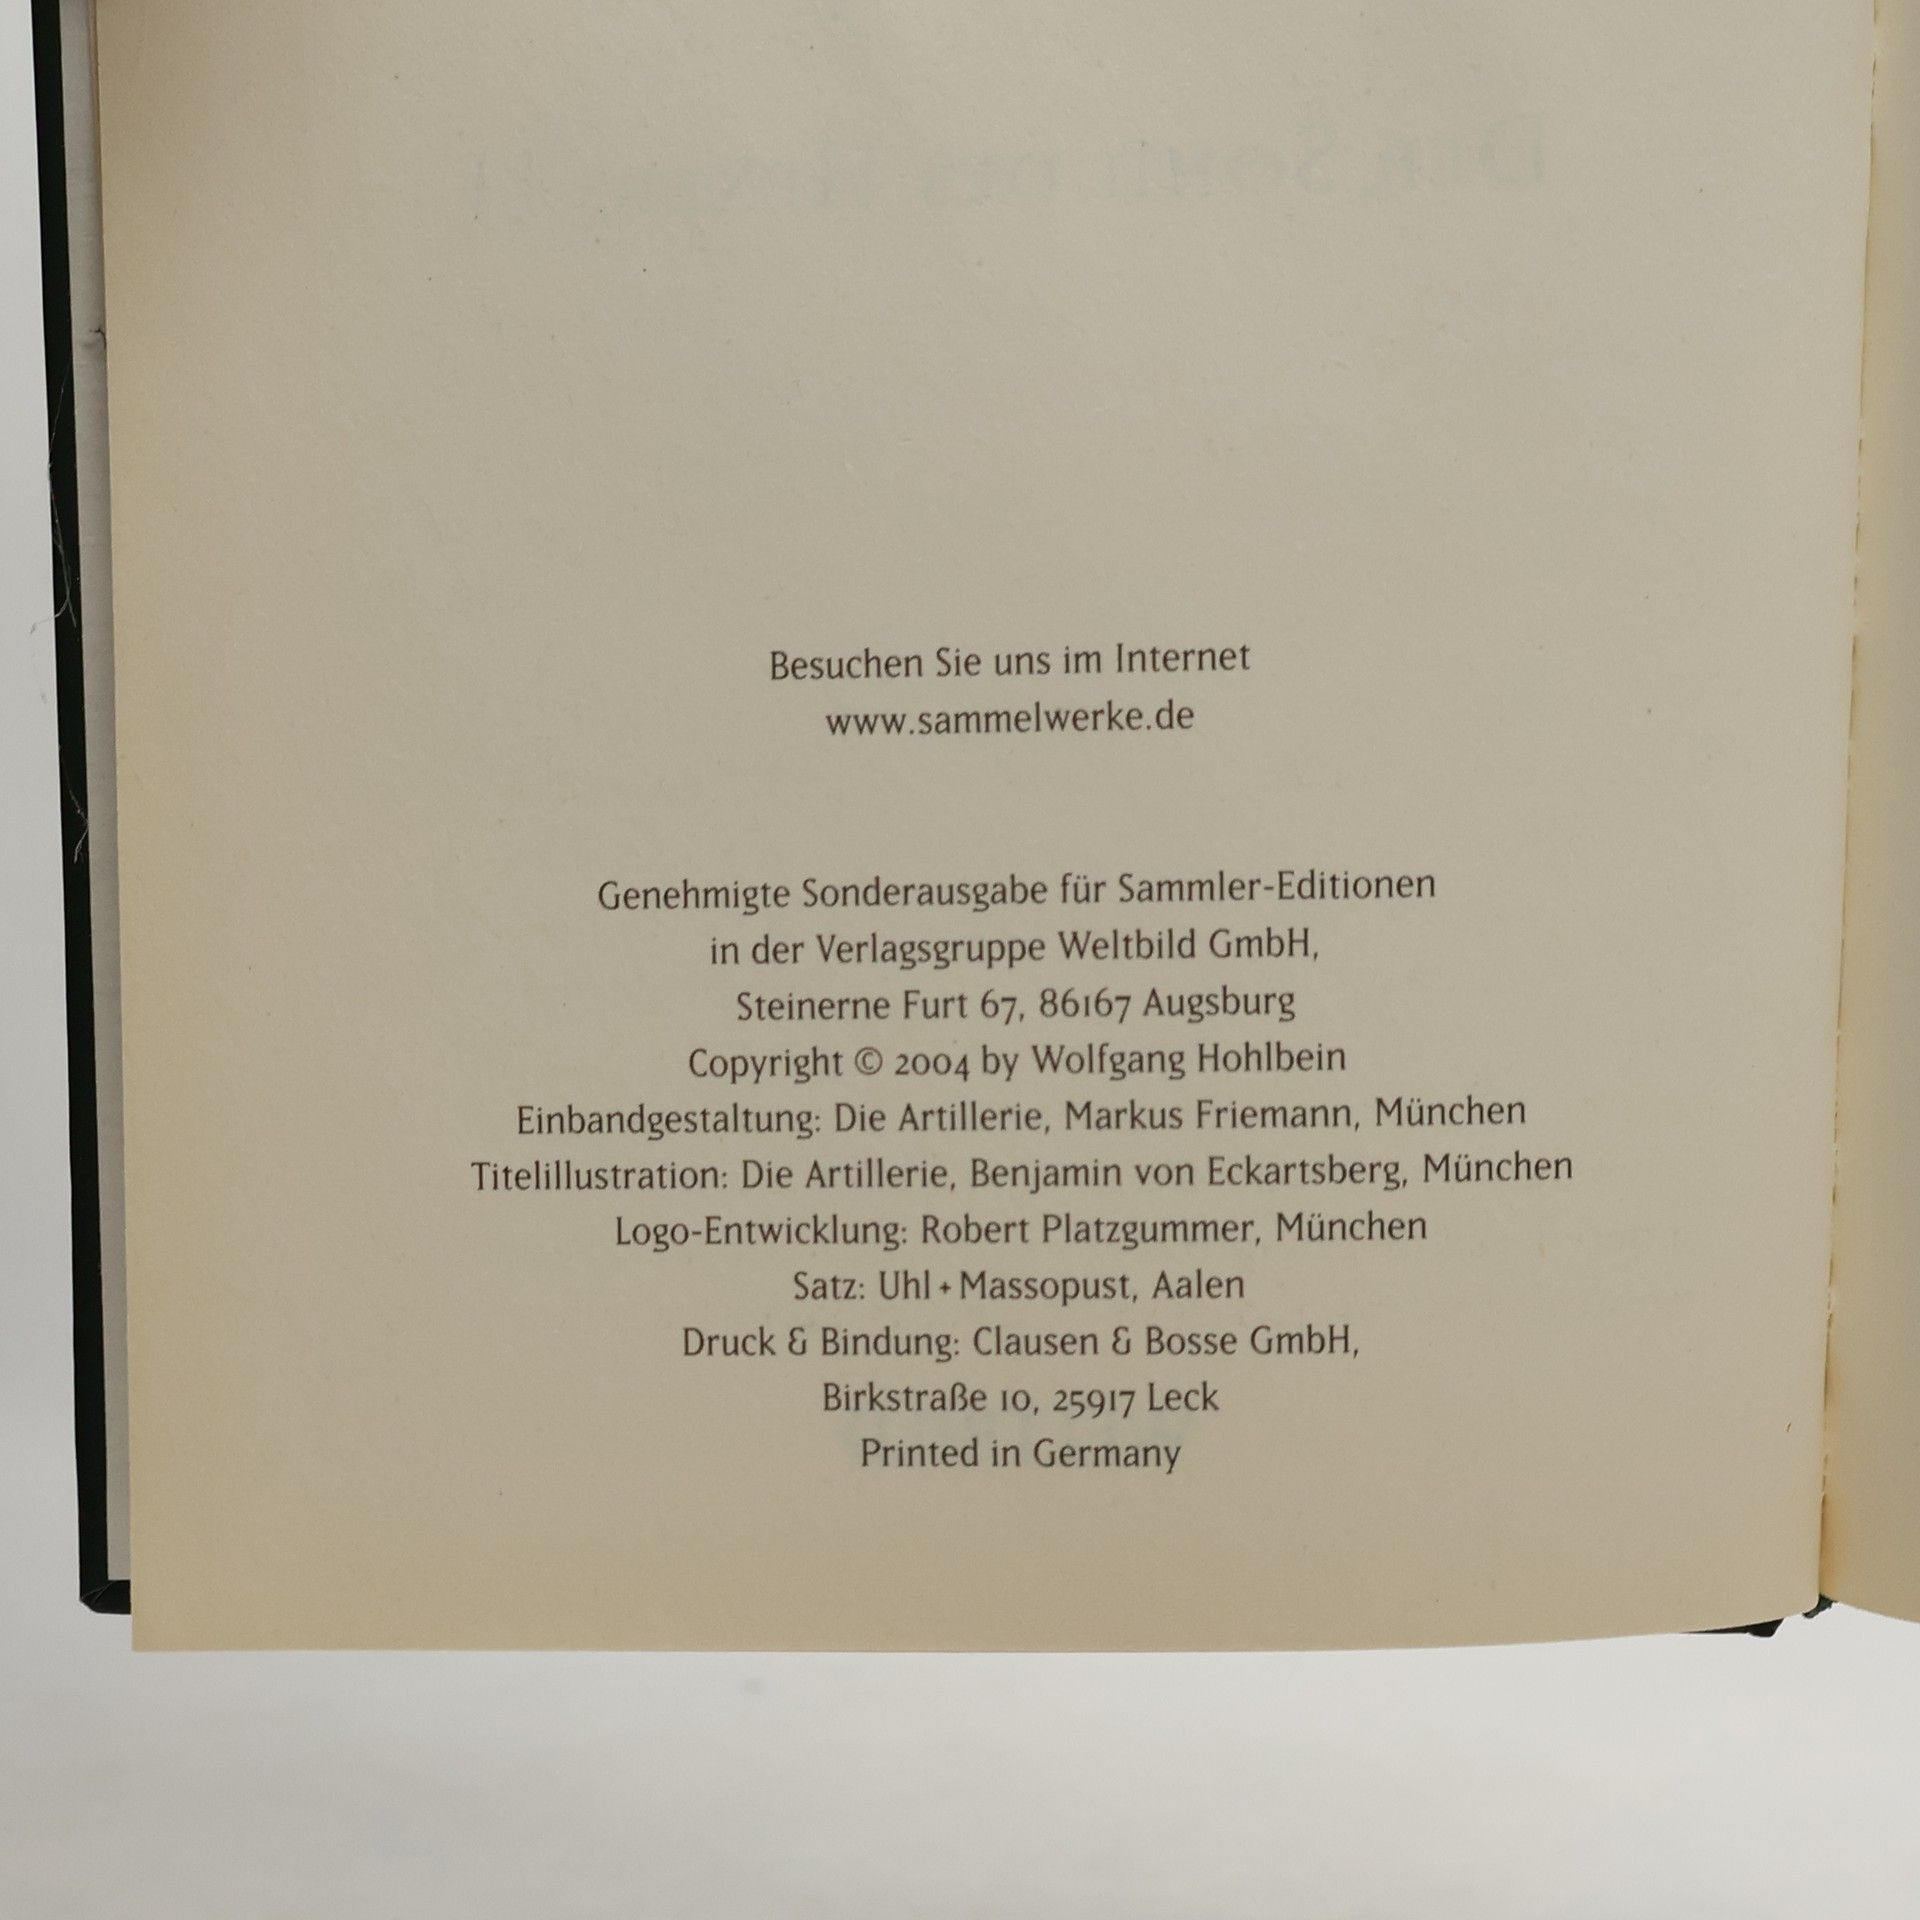 Besuchen Sie uns im Internet
www.sammelwerke.de
Genehmigte Sonderausgabe für Sammler-Editionen
in der Verlagsgruppe Weltbild GmbH,
Steinerne Furt 67, 86167 Augsburg
Copyright © 2004 by Wolfgang Hohlbein
Einbandgestaltung: Die Artillerie, Markus Friemann, München
Titelillustration: Die Artillerie, Benjamin von Eckartsberg, München
Logo-Entwicklung: Robert Platzgummer, München
Satz: Uhl + Massopust, Aalen
Druck & Bindung: Clausen & Bosse GmbH,
Birkstraße 10, 25917 Leck
Printed in Germany